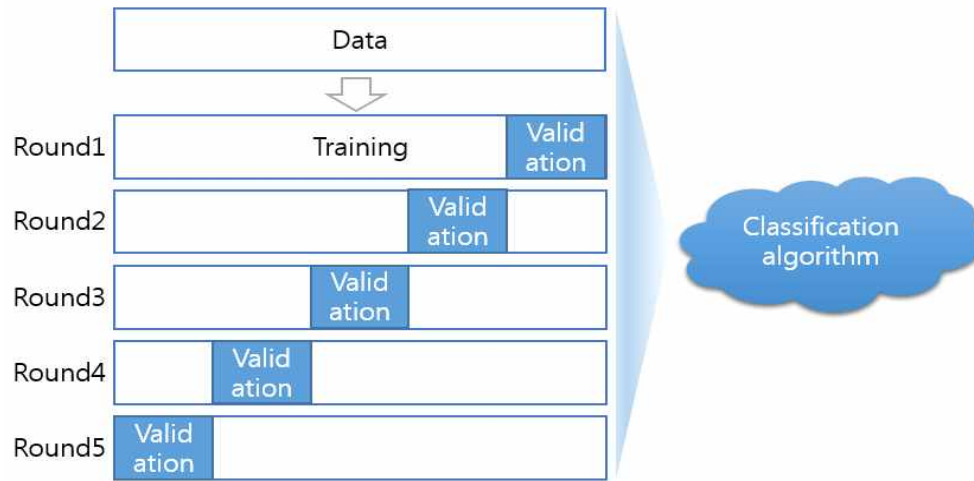 Data
Round1
Training
Valid
ation
Round2
Valid
ation
Round3
Valid
ation
Round4
Valid
ation
Round5
Valid
ation
Classification
algorithm